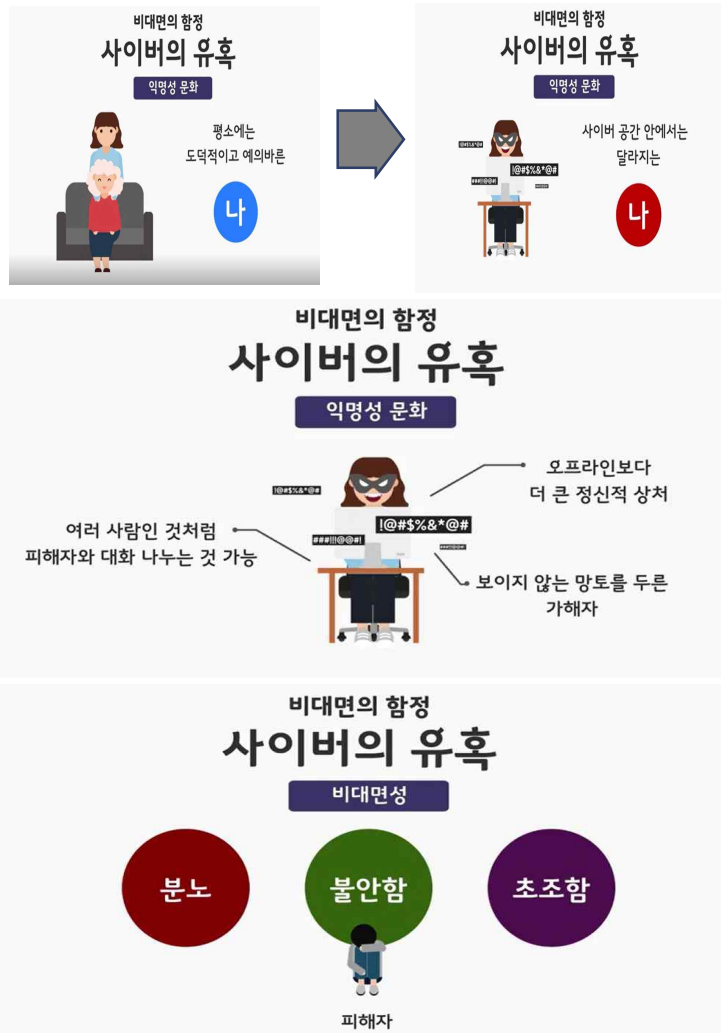 비대면의 함정
사이버의 유혹
익명성 문화
평소에는
도덕적이고 예의바른
나
비대면의 함정
사이버의 유혹
익명성 문화
사이버 공간 안에서는
달라지는
!@#$%&*@#
!@#$%&*@#
###!!!@@#!
나
비대면의 함정
사이버의 유혹
익명성 문화
오프라인보다
더 큰 정신적 상처
!@#$%&*@#
!@#$%&*@#
###!!!@@#!
여러 사람인 것처럼
피해자와 대화 나누는 것 가능
보이지 않는 망토를 두른
가해자
비대면의 함정
사이버의 유혹
비대면성
분노
불안함
초조함
피해자